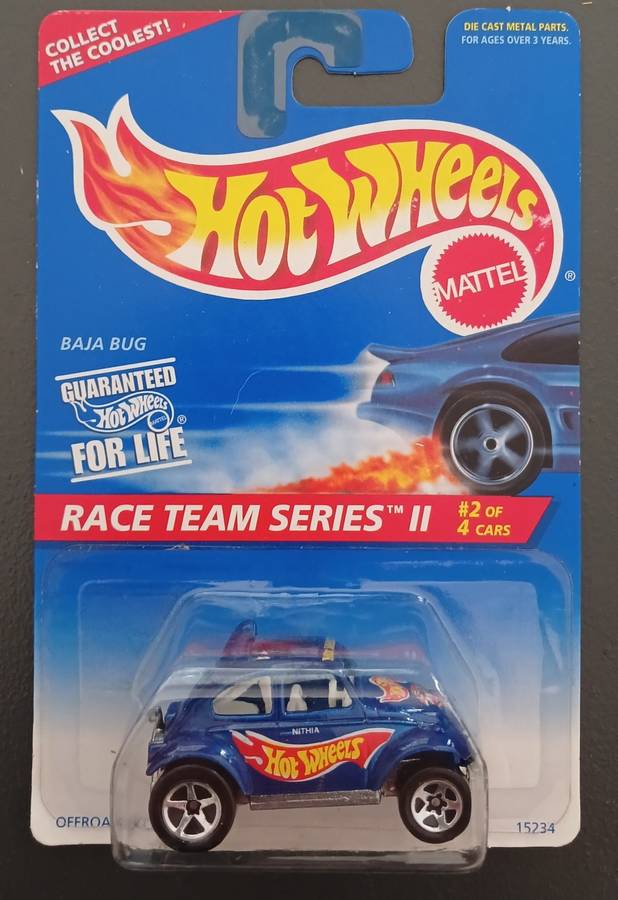 COLLECT
THE COOLEST!
DIE CAST METAL PARTS.
FOR AGES OVER 3 YEARS.
HOT WHEELS
MATTEL
®
BAJA BUG
GUARANTEED
HOT WHEELS
MATTEL
®
FOR LIFE
RACE TEAM SERIES™ II
#2 OF
4 CARS
NITHIA
HOT WHEELS
15234